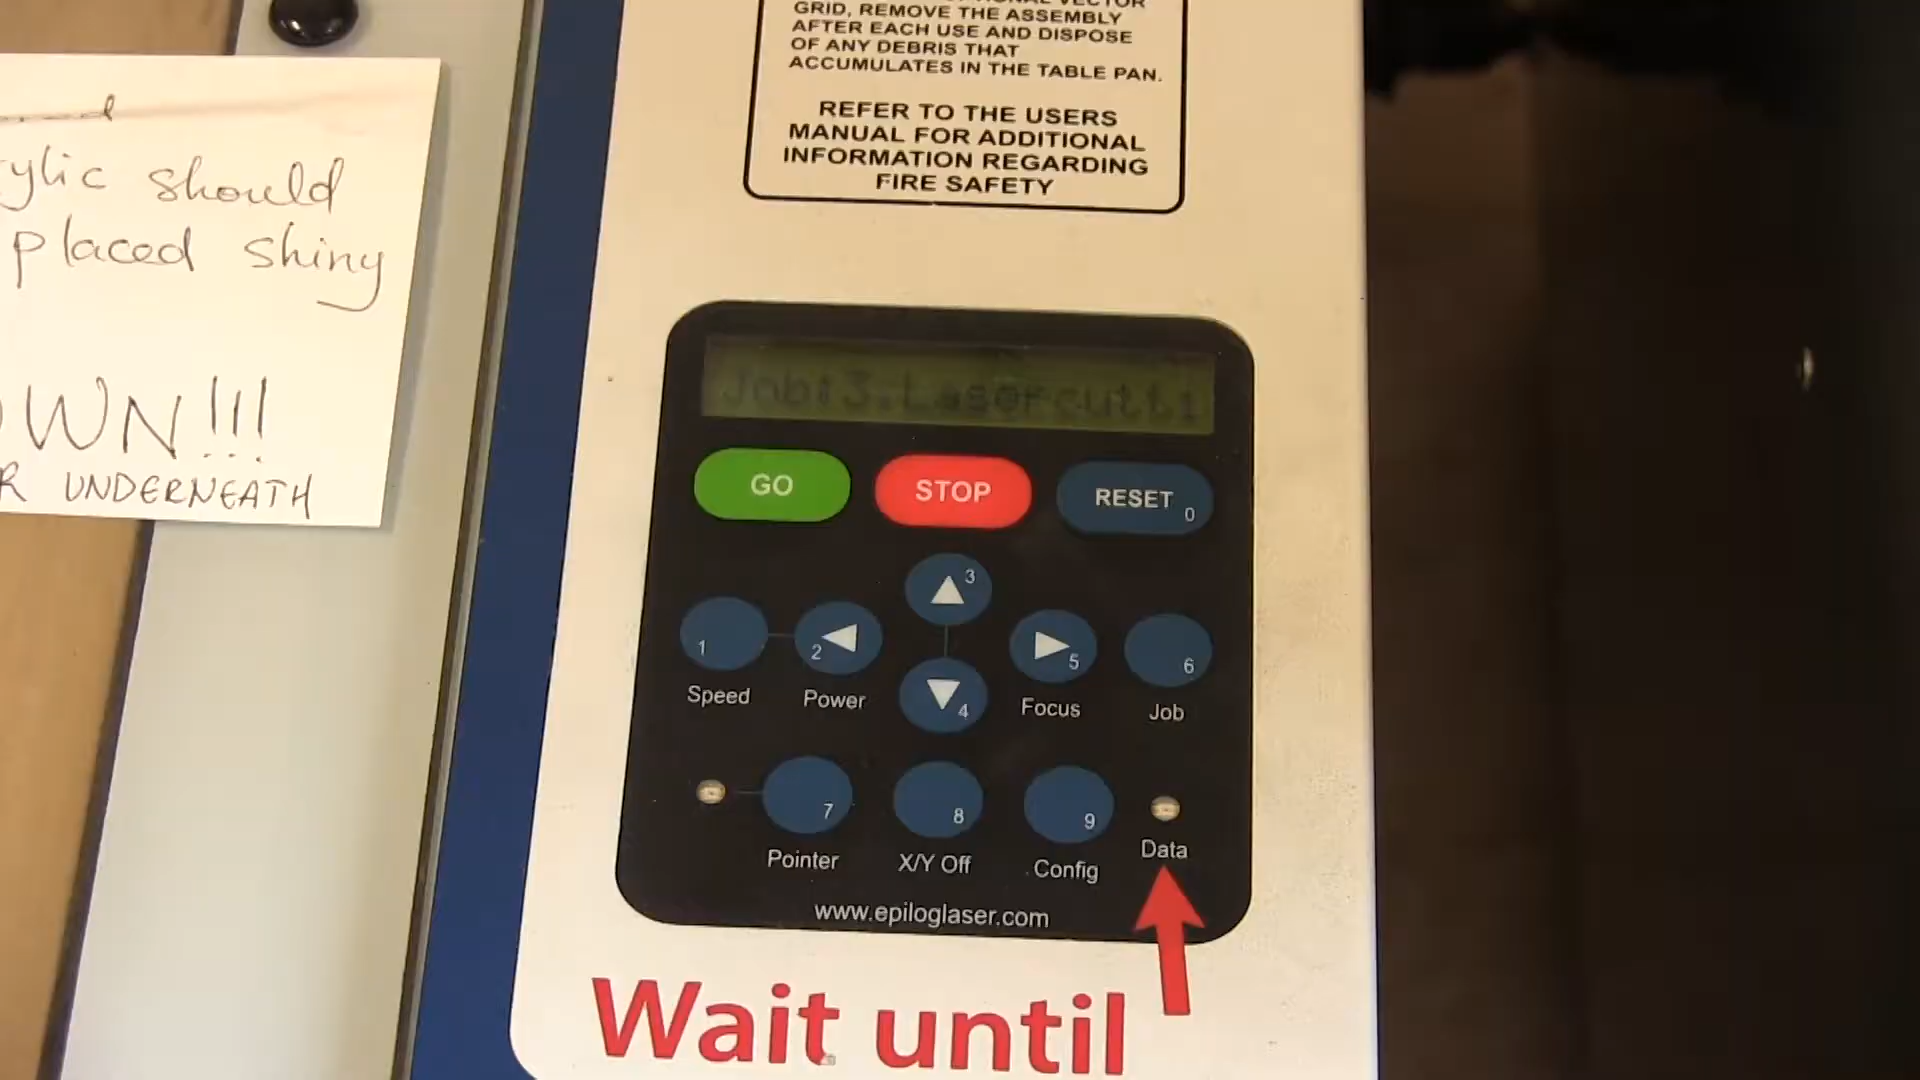 VECTOR
GRID, REMOVE THE ASSEMBLY
AFTER EACH USE AND DISPOSE
OF ANY DEBRIS THAT
ACCUMULATES IN THE TABLE PAN.
REFER TO THE USERS
MANUAL FOR ADDITIONAL
INFORMATION REGARDING
FIRE SAFETY
should
placed shiny
OWN!!!
UNDERNEATH
Job:3.Lasercutti
GO STOP RESET 0
3
1 2 5 6
4
Speed Power Focus Job
7 8 9
Pointer X/Y Off Config Data
www.epiloglaser.com
Wait until